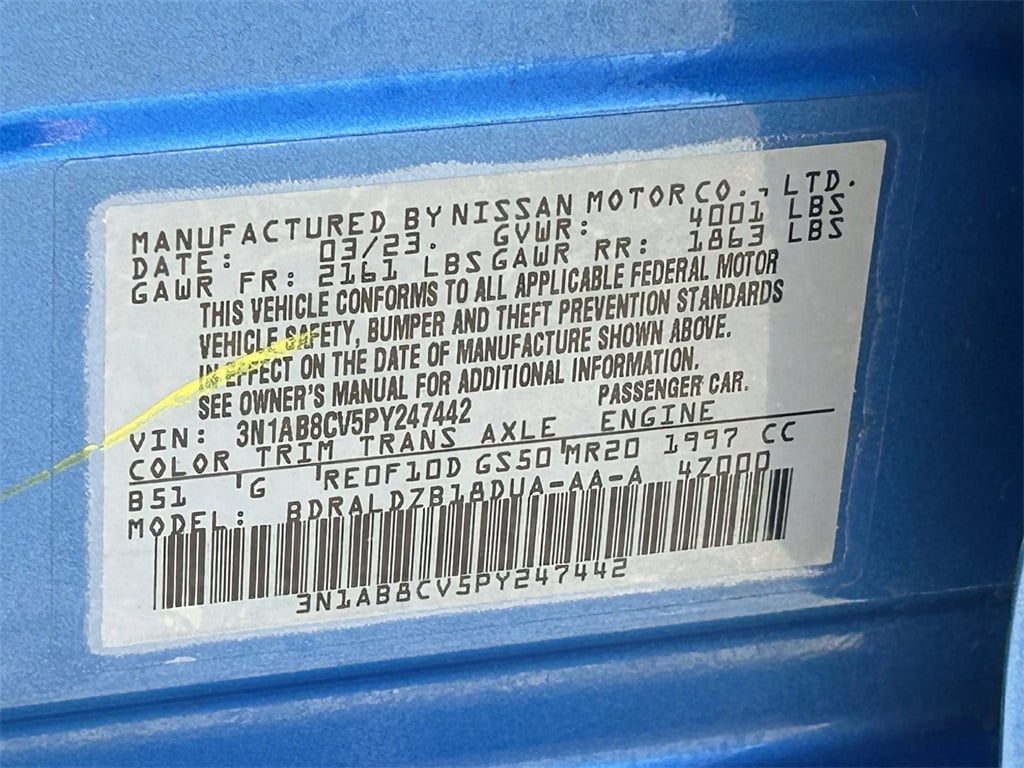 MANUFACTURED BY NISSAN MOTOR CO., LTD.
DATE: 03/23. GVWR: 4001 LBS
GAWR FR: 2161 LBS GAWR RR: 1863 LBS
THIS VEHICLE CONFORMS TO ALL APPLICABLE FEDERAL MOTOR
VEHICLE SAFETY, BUMPER AND THEFT PREVENTION STANDARDS
IN EFFECT ON THE DATE OF MANUFACTURE SHOWN ABOVE.
SEE OWNER'S MANUAL FOR ADDITIONAL INFORMATION.
VIN: 3N1AB8CV5PY247442 PASSENGER CAR.
COLOR TRIM TRANS AXLE ENGINE
B51 G RE0F10D GS50 MR20 1997 CC
MODEL: BDRALDZB18DUA-AA-A 4Z000
3N1AB8CV5PY247442